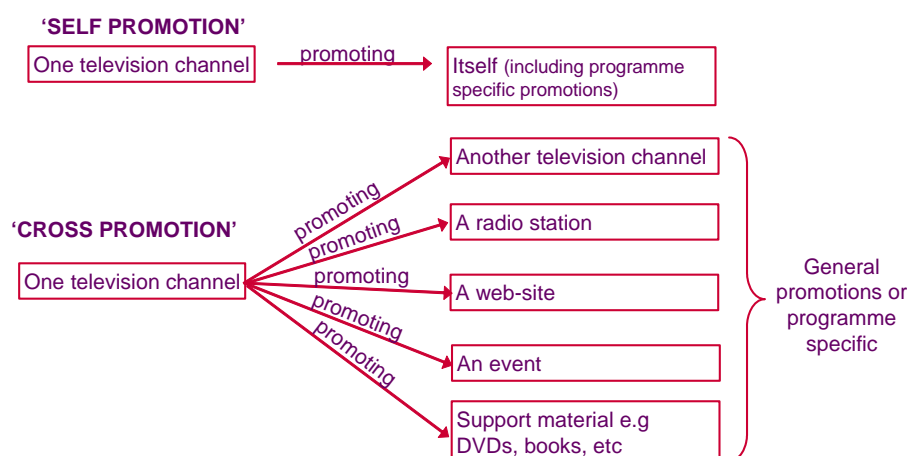 ‘SELF PROMOTION’
One television channel
promoting
Itself (including programme
specific promotions)
‘CROSS PROMOTION’
One television channel
promoting
Another television channel
promoting
A radio station
promoting
A web-site
promoting
An event
promoting
Support material e.g
DVDs, books, etc
General
promotions or
programme
specific